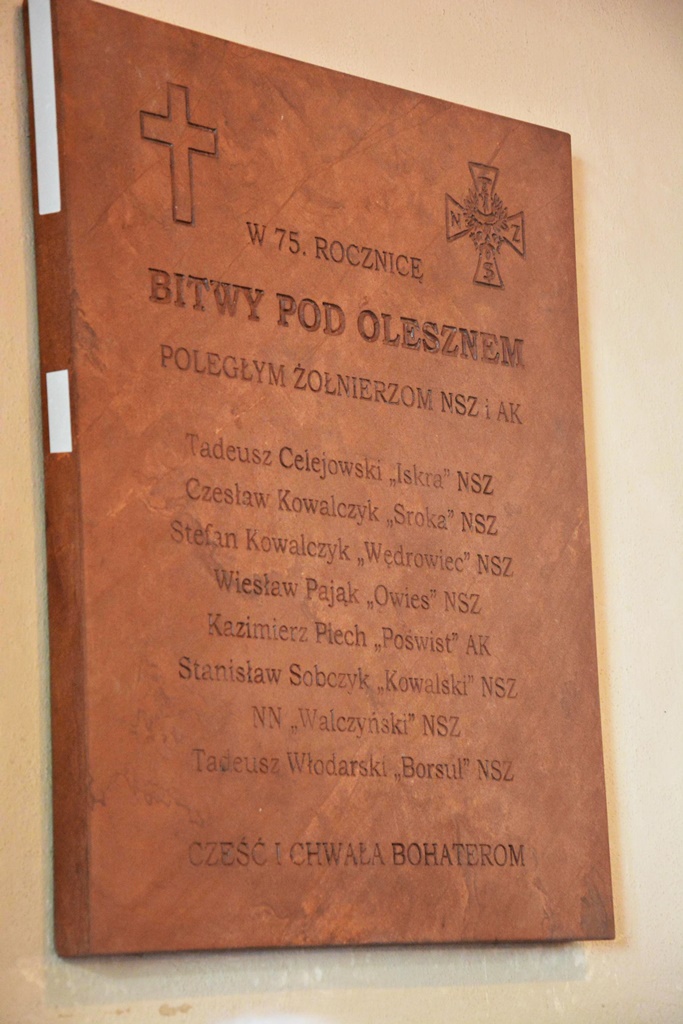 W 75. ROCZNICĘ
BITWY POD OLESZNEM
POLEGŁYM ŻOŁNIERZOM NSZ i AK
Tadeusz Celejowski „Iskra” NSZ
Czesław Kowalczyk „Sroka” NSZ
Stefan Kowalczyk „Wędrowiec” NSZ
Wiesław Pająk „Owies” NSZ
Kazimierz Piech „Poświst” AK
Stanisław Sobczyk „Kowalski” NSZ
NN „Walczyński” NSZ
Tadeusz Włodarski „Borsul” NSZ
CZEŚĆ I CHWAŁA BOHATEROM